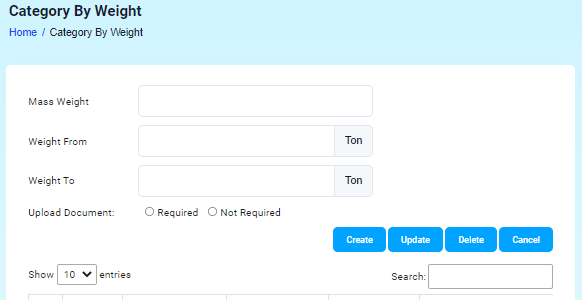 Category By Weight
Home / Category By Weight
Mass Weight
Weight From Ton
Weight To Ton
Upload Document: Required Not Required
Create Update Delete Cancel
Show 10 entries Search: